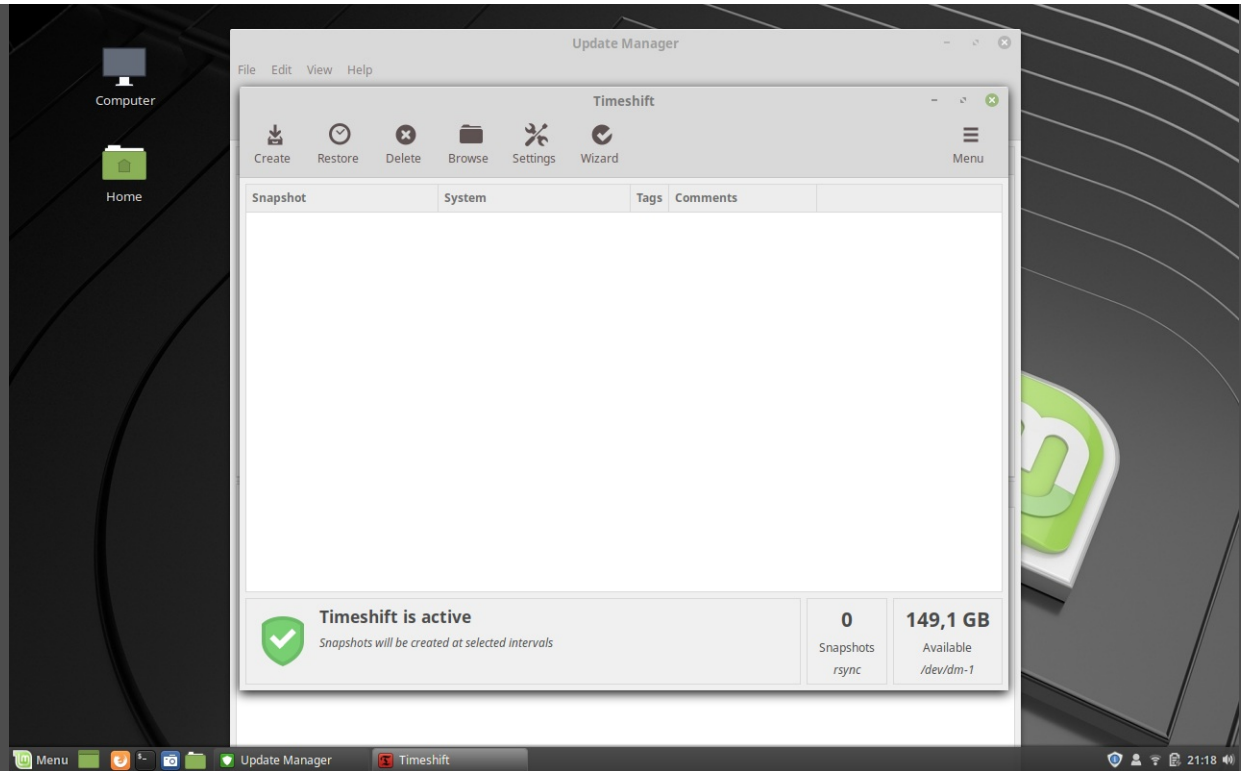 Update Manager
File Edit View Help
Computer
Timeshift
Create Restore Delete Browse Settings Wizard Menu
Home
Snapshot System Tags Comments
Timeshift is active
Snapshots will be created at selected intervals
0
Snapshots
rsync
149,1 GB
Available
/dev/dm-1
Menu Update Manager Timeshift 21:18